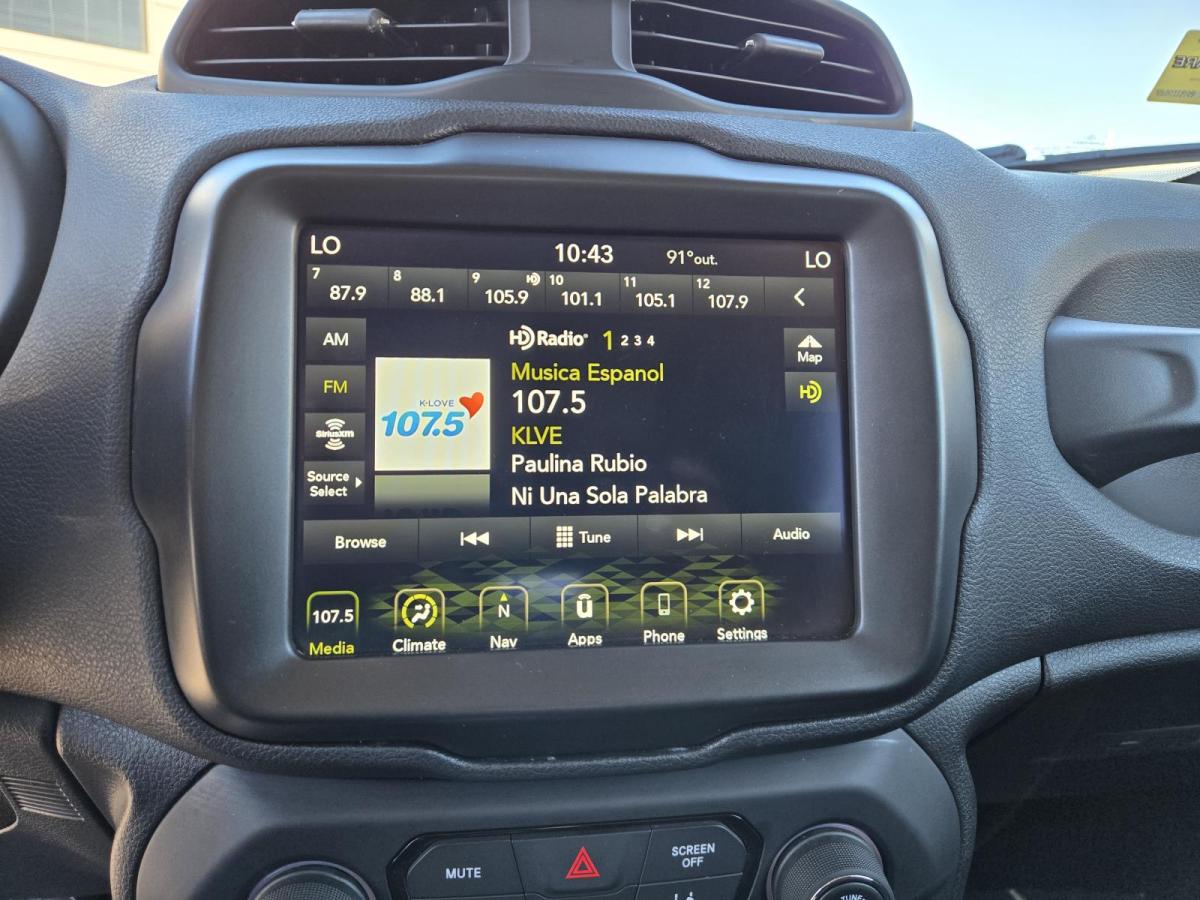 LO 10:43 91°out. LO
7 87.9 8 88.1 9 105.9 HD 10 101.1 11 105.1 12 107.9
AM
FM
SiriusXM
Source
Select
K-LOVE
107.5
HD Radio 1 2 3 4
Musica Espanol
107.5
KLVE
Paulina Rubio
Ni Una Sola Palabra
Map
HD
Browse Tune Audio
107.5 N
Media Climate Nav Apps Phone Settings
MUTE
SCREEN
OFF